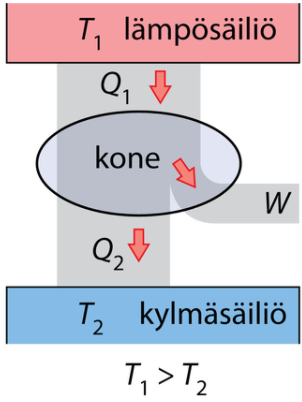 T₁ lämpösäiliö
Q₁
kone
W
Q₂
T₂ kylmäsäiliö
T₁ > T₂